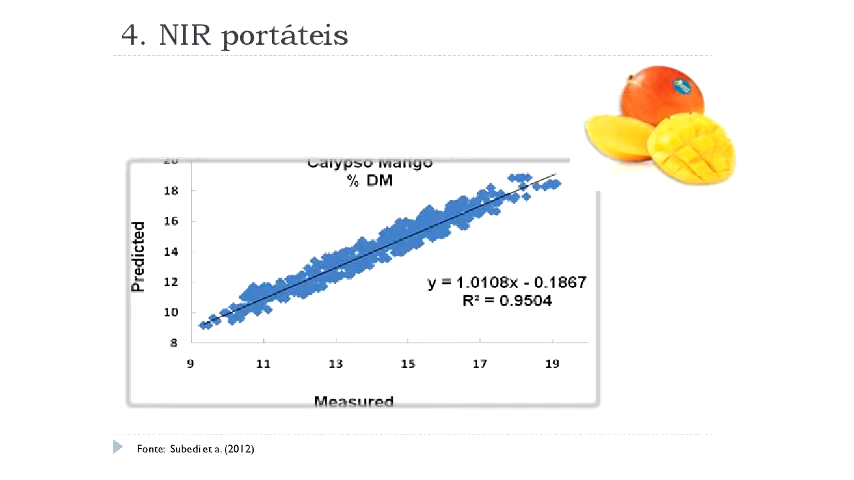 4. NIR portáteis
Calypso Mango
% DM
20
18
16
14
12
10
8
Predicted
y = 1.0108x - 0.1867
R² = 0.9504
9 11 13 15 17 19
Measured
Fonte: Subedi et a. (2012)